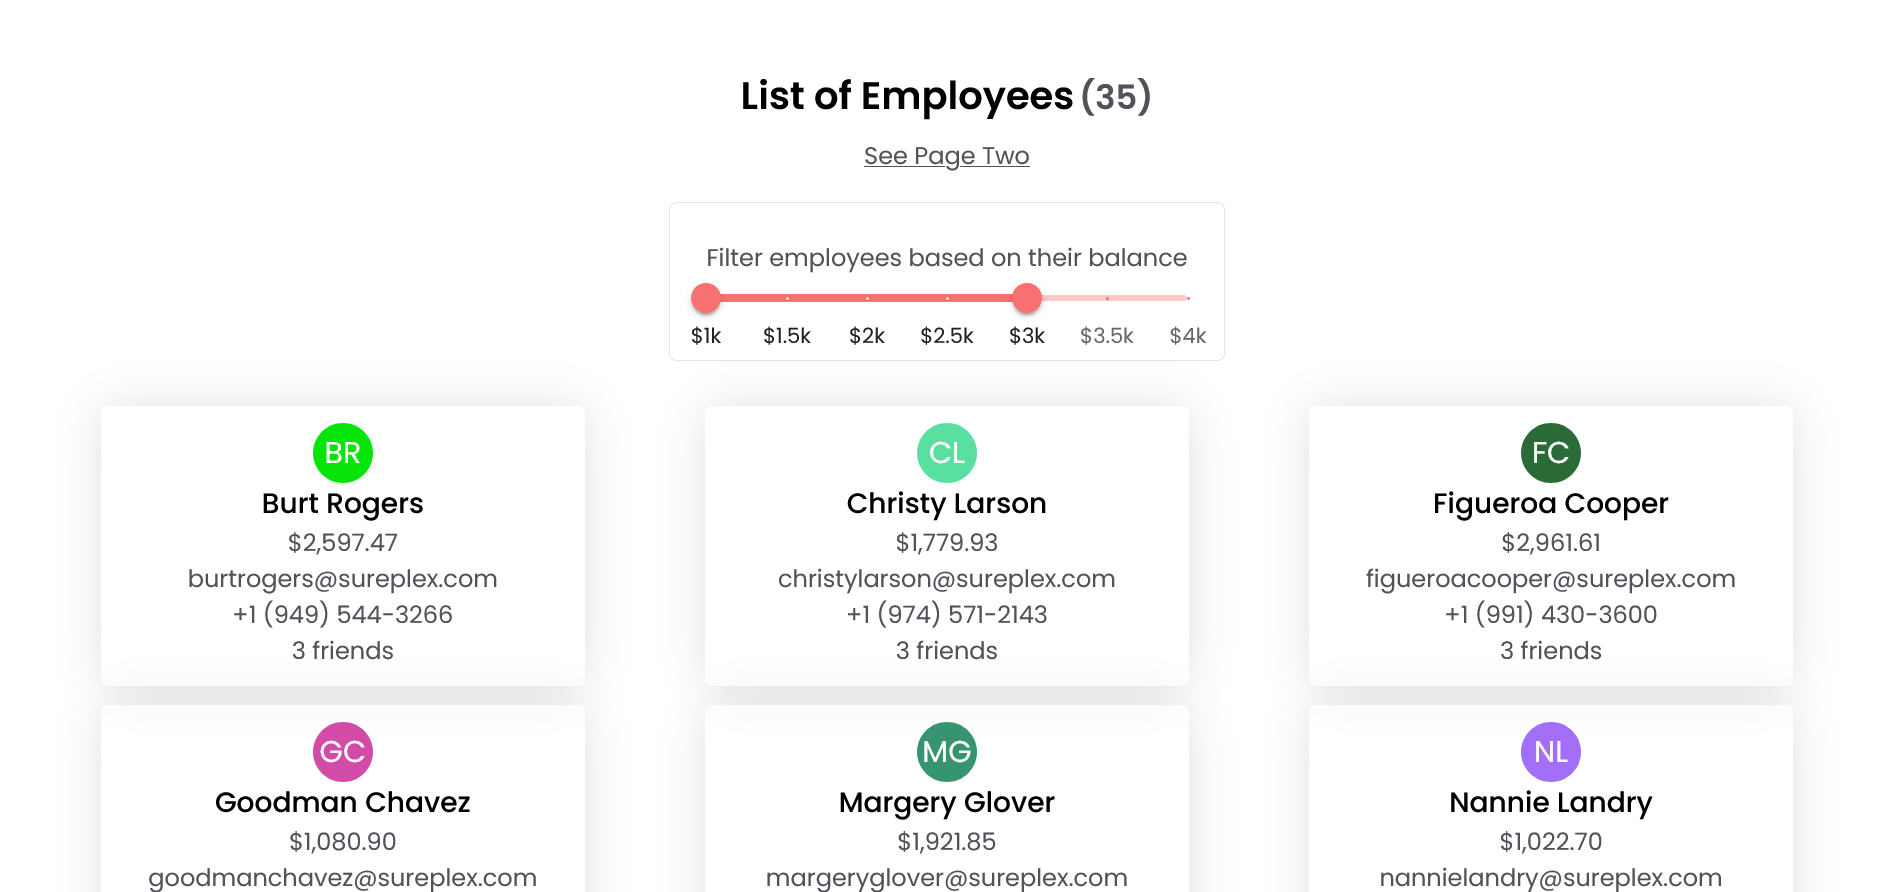 List of Employees (35)
See Page Two
Filter employees based on their balance
$1k $1.5k $2k $2.5k $3k $3.5k $4k
BR
Burt Rogers
$2,597.47
burtrogers@sureplex.com
+1 (949) 544-3266
3 friends
CL
Christy Larson
$1,779.93
christylarson@sureplex.com
+1 (974) 571-2143
3 friends
FC
Figueroa Cooper
$2,961.61
figueroacooper@sureplex.com
+1 (991) 430-3600
3 friends
GC
Goodman Chavez
$1,080.90
goodmanchavez@sureplex.com
MG
Margery Glover
$1,921.85
margeryglover@sureplex.com
NL
Nannie Landry
$1,022.70
nannielandry@sureplex.com